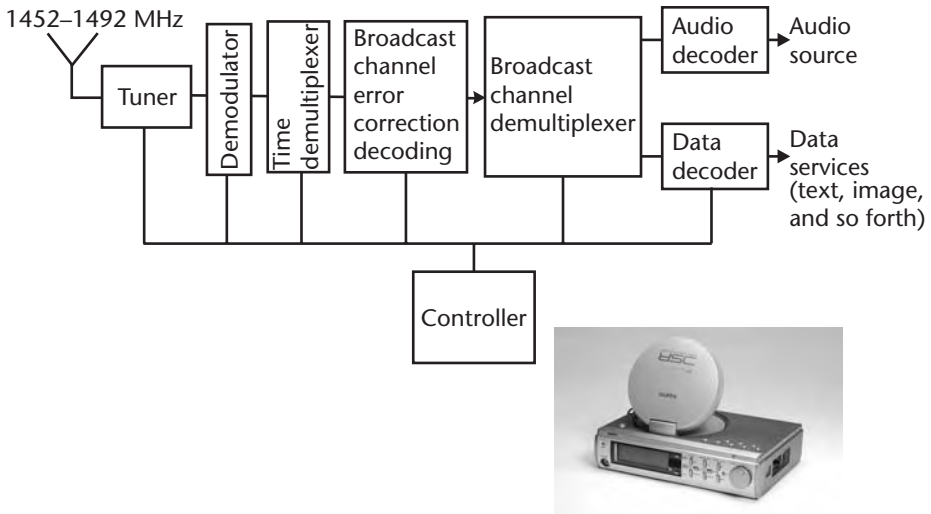 1452–1492 MHz
Tuner
Demodulator
Time
demultiplexer
Broadcast
channel
error
correction
decoding
Broadcast
channel
demultiplexer
Audio
decoder
Audio
source
Data
decoder
Data
services
(text, image,
and so forth)
Controller